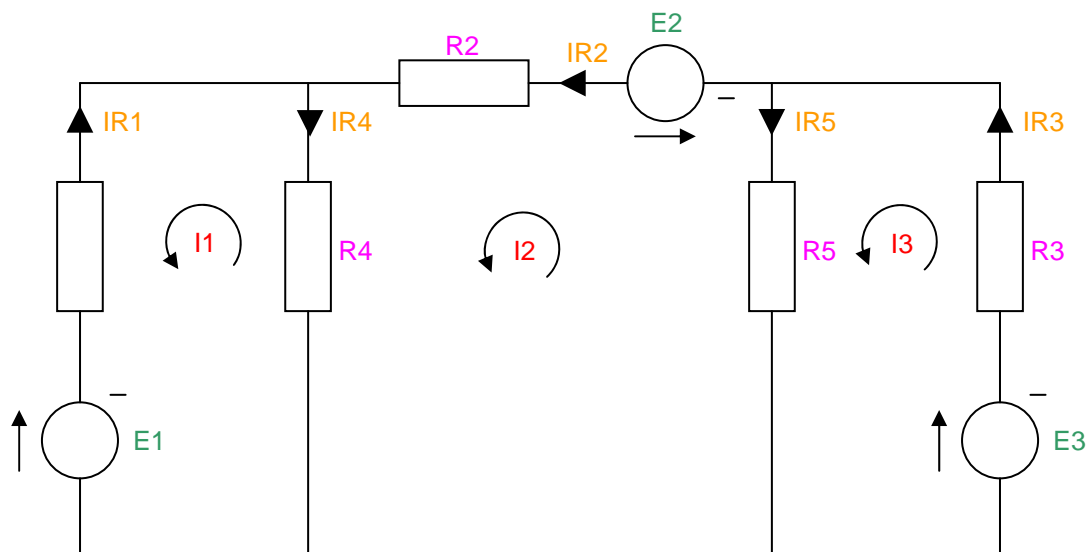 E2
R2
IR2
IR1
IR4
–
IR5
IR3
I1
R4
I2
R5
I3
R3
–
–
E1
E3